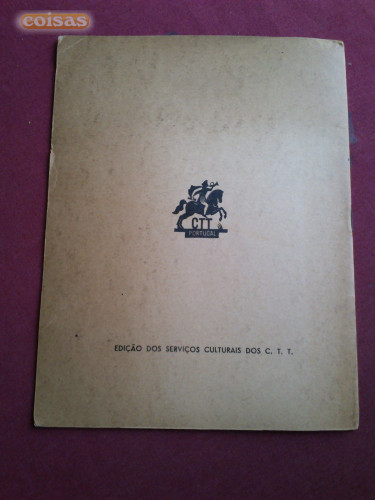 coisas
CTT
PORTUGAL
EDIÇÃO DOS SERVIÇOS CULTURAIS DOS C. T. T.